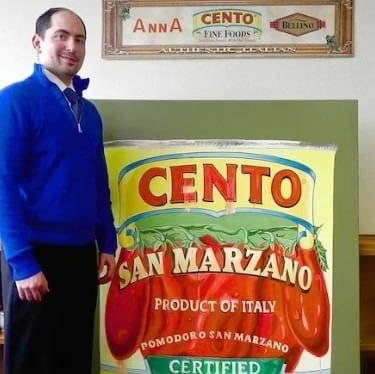 ANNA
CENTO
FINE FOODS
BELLINO
AUTHENTIC ITALIAN
CENTO
SAN MARZANO
PRODUCT OF ITALY
POMODORO SAN MARZANO
CERTIFIED